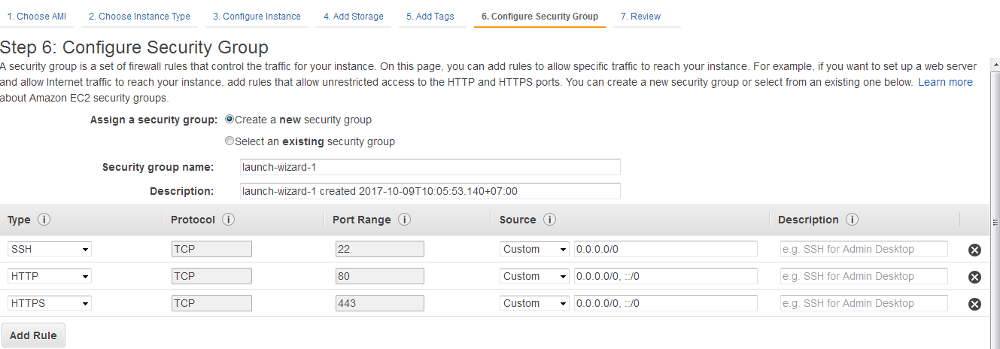 1. Choose AMI 2. Choose Instance Type 3. Configure Instance 4. Add Storage 5. Add Tags 6. Configure Security Group 7. Review
Step 6: Configure Security Group
A security group is a set of firewall rules that control the traffic for your instance. On this page, you can add rules to allow specific traffic to reach your instance. For example, if you want to set up a web server
and allow Internet traffic to reach your instance, add rules that allow unrestricted access to the HTTP and HTTPS ports. You can create a new security group or select from an existing one below. Learn more
about Amazon EC2 security groups.
Assign a security group: Create a new security group
Select an existing security group
Security group name: launch-wizard-1
Description: launch-wizard-1 created 2017-10-09T10:05:53.140+07:00
Type i Protocol i Port Range i Source i Description i
SSH TCP 22 Custom 0.0.0.0/0 e.g. SSH for Admin Desktop
HTTP TCP 80 Custom 0.0.0.0/0, ::/0 e.g. SSH for Admin Desktop
HTTPS TCP 443 Custom 0.0.0.0/0, ::/0 e.g. SSH for Admin Desktop
Add Rule